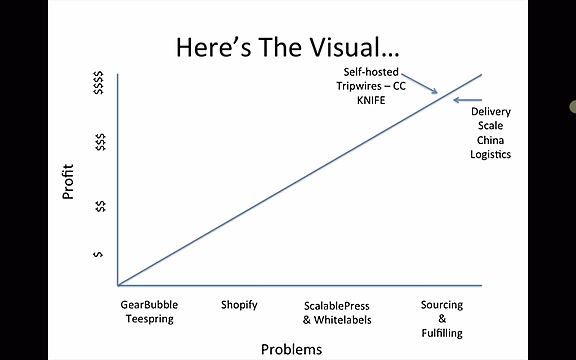 Here's The Visual...
Self-hosted
Tripwires – CC
KNIFE
Delivery
Scale
China
Logistics
$$$$
$$$
$$
$
Profit
GearBubble
Teespring
Shopify
ScalablePress
& Whitelabels
Sourcing
&
Fulfilling
Problems